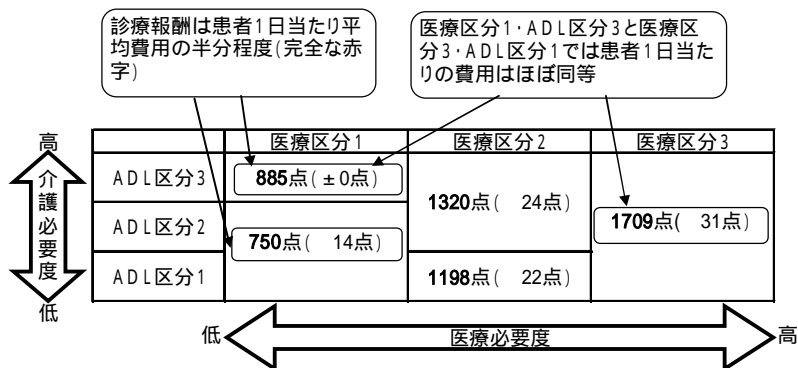 診療報酬は患者1日当たり平
均費用の半分程度(完全な赤
字)
医療区分1・ADL区分3と医療区
分3・ADL区分1では患者1日当た
りの費用はほぼ同等
高
介護必要度
低
医療区分1 医療区分2 医療区分3
ADL区分3 885点(±0点)
1320点( 24点)
ADL区分2 750点( 14点) 1709点( 31点)
ADL区分1 1198点( 22点)
低 医療必要度 高